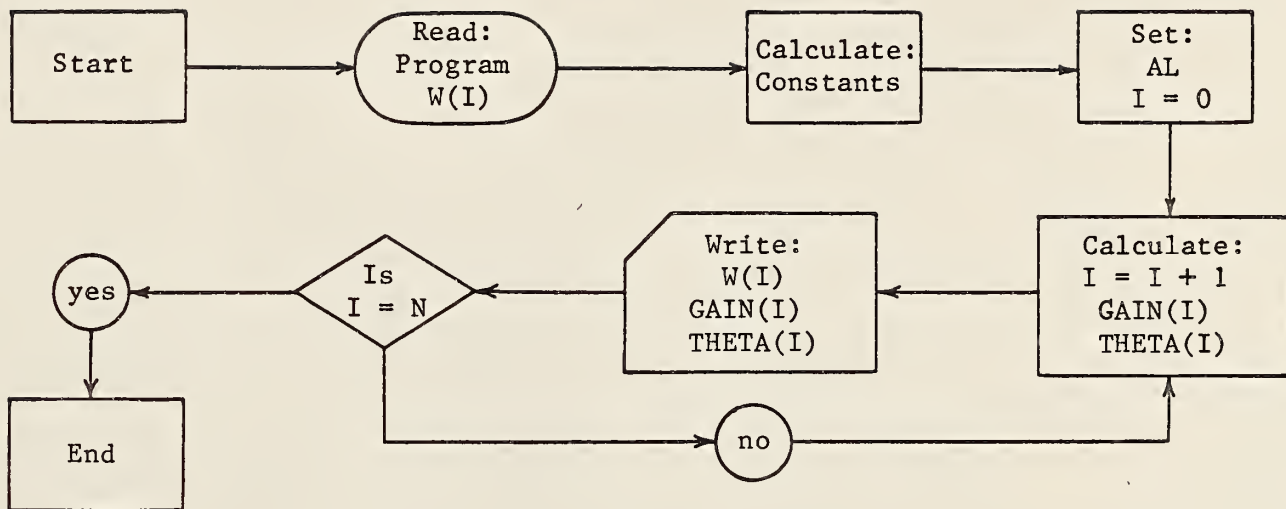 Start
Read:
Program
W(I)
Calculate:
Constants
Set:
AL
I = 0
Calculate:
I = I + 1
GAIN(I)
THETA(I)
Write:
W(I)
GAIN(I)
THETA(I)
Is
I = N
yes
no
End